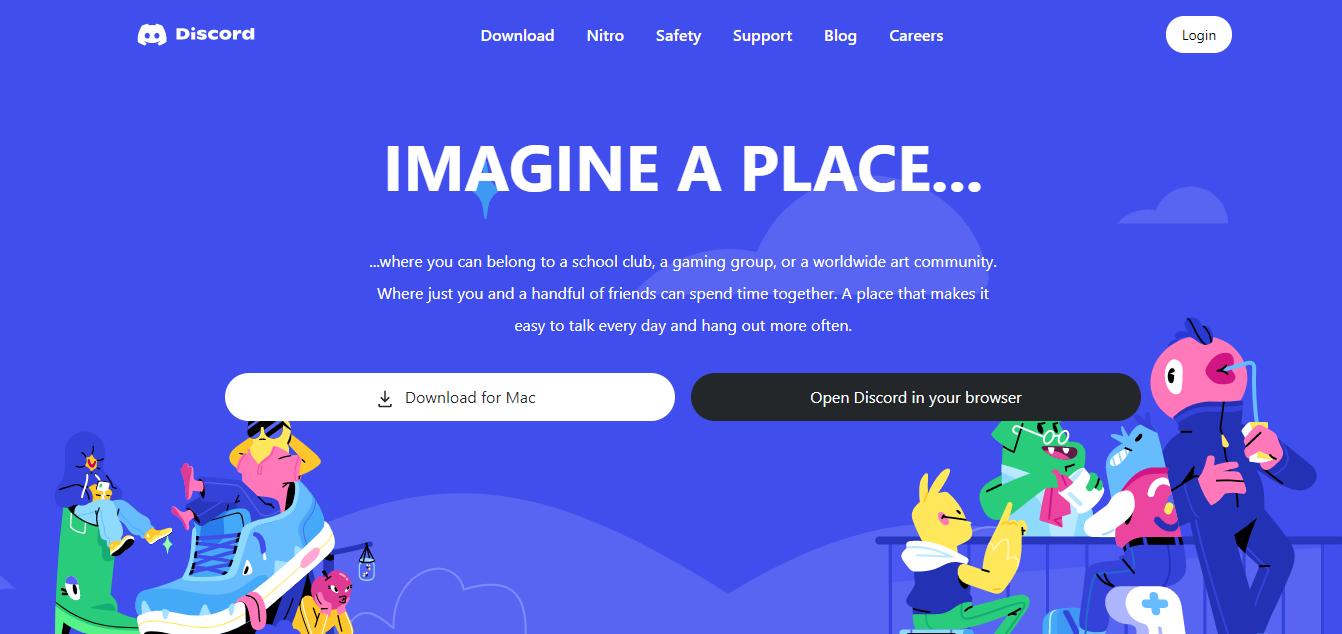 Discord
Download
Nitro
Safety
Support
Blog
Careers
Login
IMAGINE A PLACE...
...where you can belong to a school club, a gaming group, or a worldwide art community.
Where just you and a handful of friends can spend time together. A place that makes it
easy to talk every day and hang out more often.
Download for Mac
Open Discord in your browser